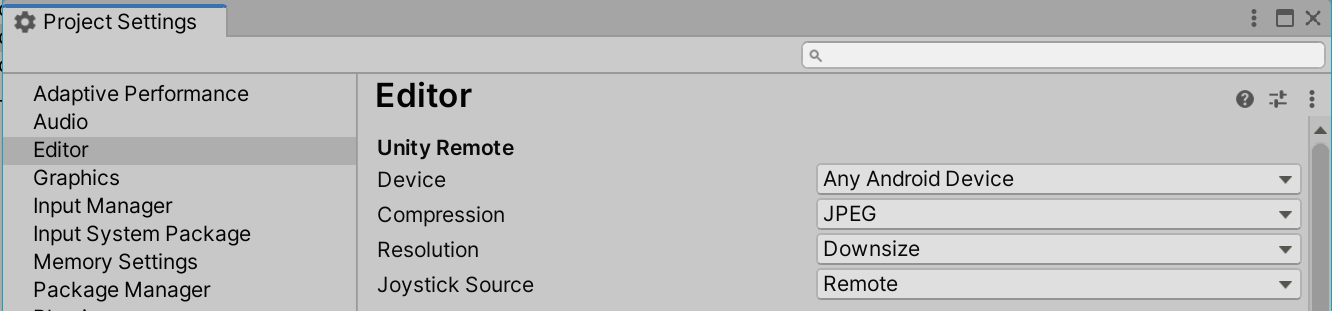 Project Settings
Adaptive Performance
Audio
Editor
Graphics
Input Manager
Input System Package
Memory Settings
Package Manager
Editor
Unity Remote
Device Any Android Device
Compression JPEG
Resolution Downsize
Joystick Source Remote